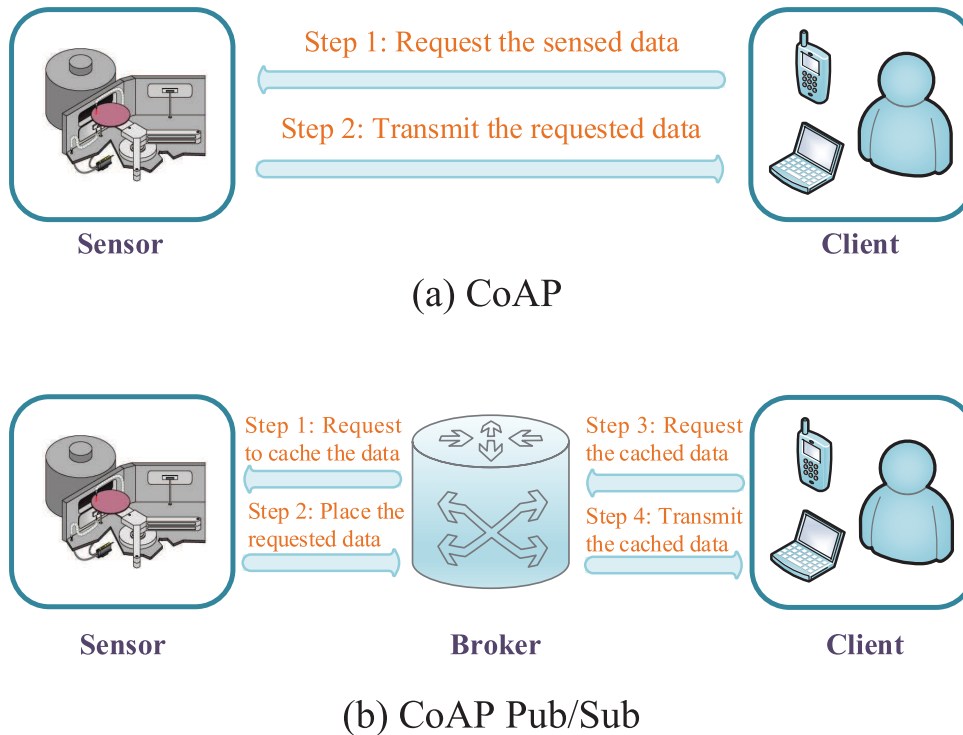 Step 1: Request the sensed data
Step 2: Transmit the requested data
Sensor
Client
(a) CoAP
Step 1: Request
to cache the data
Step 2: Place the
requested data
Step 3: Request
the cached data
Step 4: Transmit
the cached data
Sensor
Broker
Client
(b) CoAP Pub/Sub